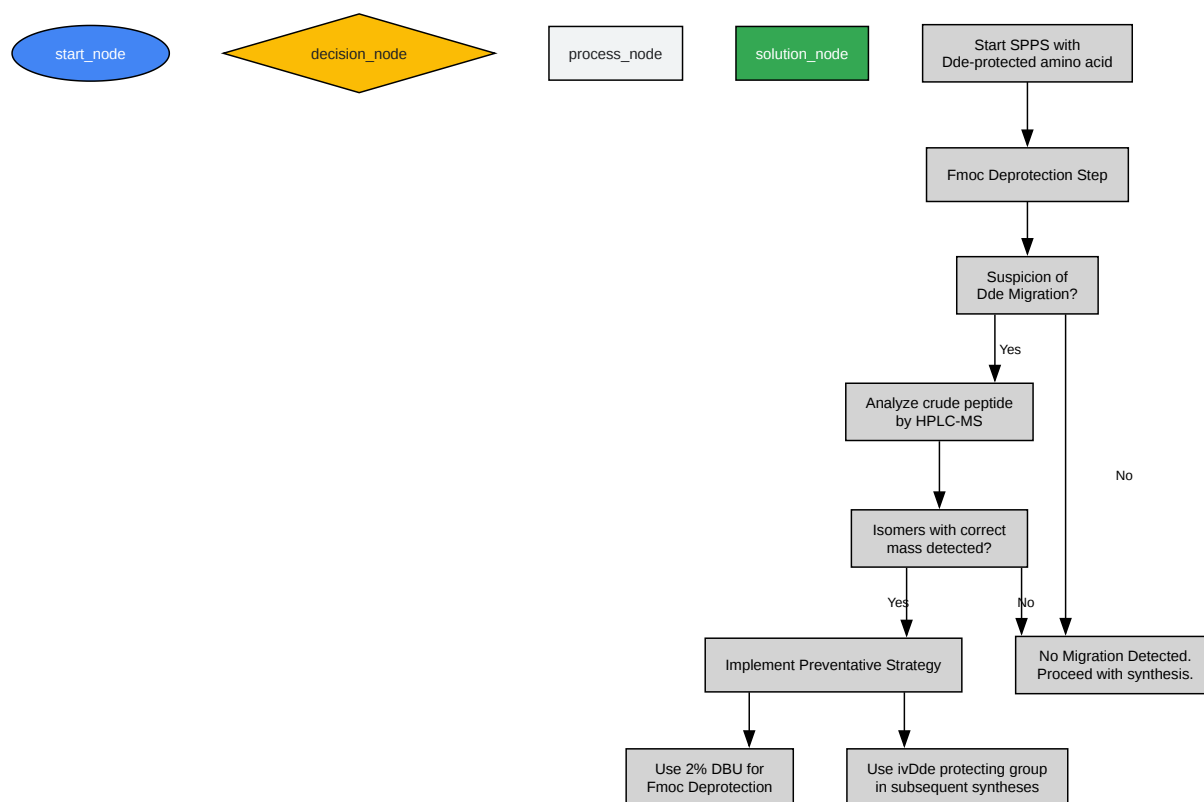 start_node
decision_node
process_node
solution_node
Start SPPS with
Dde-protected amino acid
Fmoc Deprotection Step
Suspicion of
Dde Migration?
Yes
Analyze crude peptide
by HPLC-MS
No
Isomers with correct
mass detected?
Yes
No
Implement Preventative Strategy
No Migration Detected.
Proceed with synthesis.
Use 2% DBU for
Fmoc Deprotection
Use ivDde protecting group
in subsequent syntheses